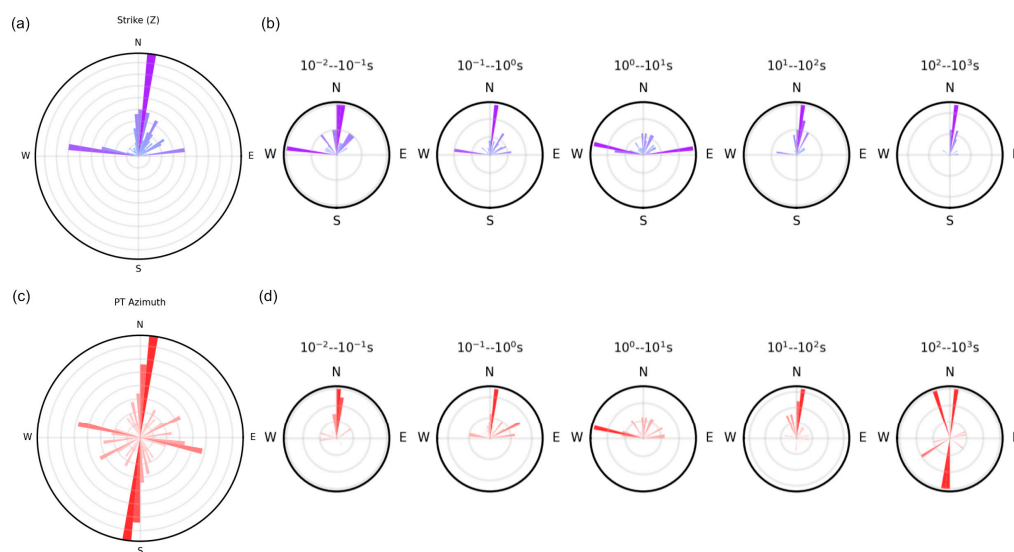 (a)
Strike (Z)
N
W
E
S
(b)
10⁻²--10⁻¹s
N
W
E
S
10⁻¹--10⁰s
N
W
E
S
10⁰--10¹s
N
W
E
S
10¹--10²s
N
W
E
S
10²--10³s
N
W
S
(c)
PT Azimuth
N
W
E
S
(d)
10⁻²--10⁻¹s
N
W
E
10⁻¹--10⁰s
N
W
E
10⁰--10¹s
N
W
E
10¹--10²s
N
W
E
10²--10³s
N
W